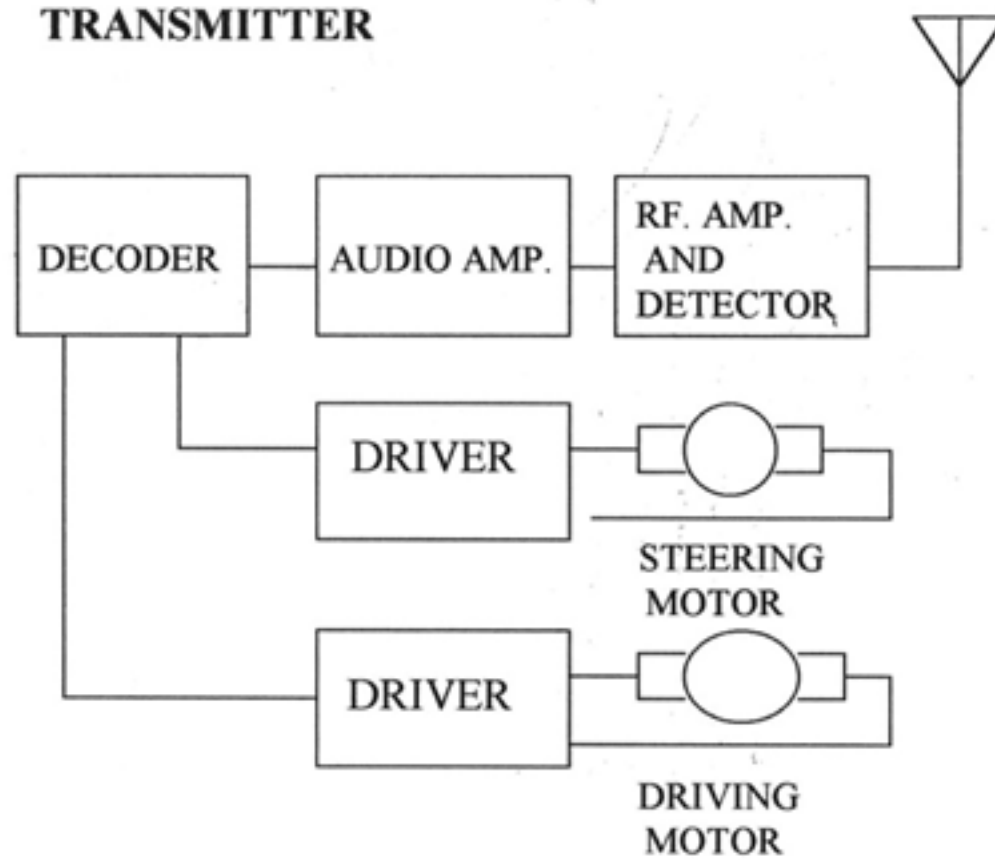 TRANSMITTER
DECODER
AUDIO AMP.
RF. AMP.
AND
DETECTOR
DRIVER
STEERING
MOTOR
DRIVER
DRIVING
MOTOR